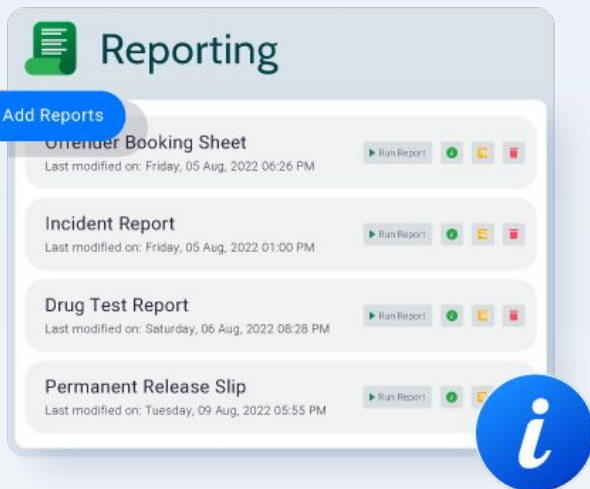 Reporting
Add Reports
Offender Booking Sheet
Last modified on: Friday, 05 Aug, 2022 06:26 PM
Run Report
Incident Report
Last modified on: Friday, 05 Aug, 2022 01:00 PM
Run Report
Drug Test Report
Last modified on: Saturday, 06 Aug, 2022 08:28 PM
Run Report
Permanent Release Slip
Last modified on: Tuesday, 09 Aug, 2022 05:55 PM
Run Report
i